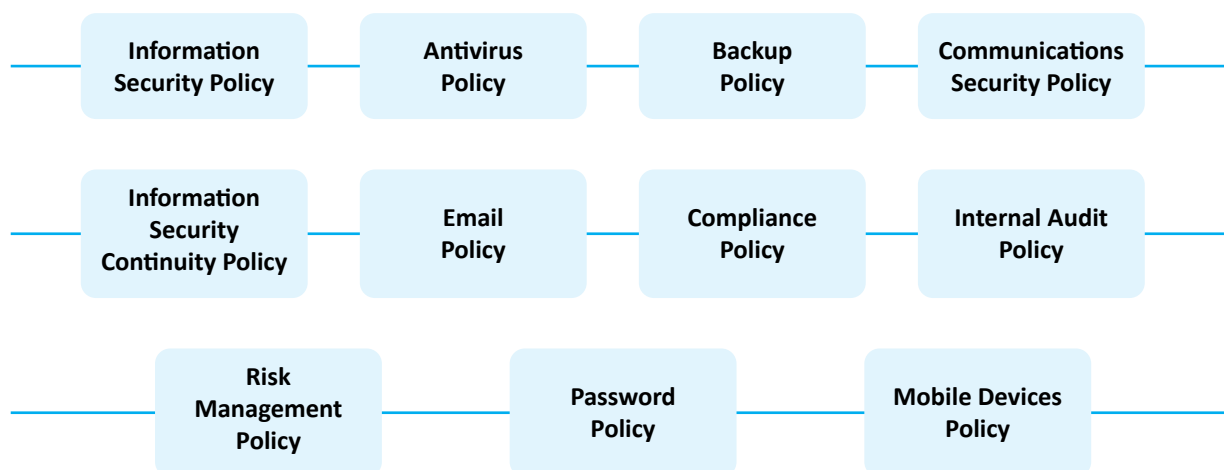 Information
Security Policy
Antivirus
Policy
Backup
Policy
Communications
Security Policy
Information
Security
Continuity Policy
Email
Policy
Compliance
Policy
Internal Audit
Policy
Risk
Management
Policy
Password
Policy
Mobile Devices
Policy